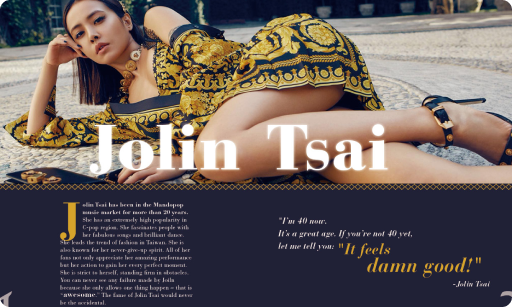 Jolin Tsai
Jolin Tsai has been in the Mandopop
music market for more than 20 years.
She has an extremely high popularity in
C-pop region. She fascinates people with
her fabulous songs and brilliant dance.
She leads the trend of fashion in Taiwan. She is
also known for her never-give-up spirit. All of her
fans not only appreciate her amazing performance
but her action to gain her every perfect moment.
She is strict to herself, standing firm in obstacles.
You can never see any failure made by Jolin
because she only allows one thing happen – that is
"awesome." The fame of Jolin Tsai would never
be the accidental.
"I'm 40 now.
It's a great age. If you're not 40 yet,
let me tell you: "It feels
damn good!"
-Jolin Tsai